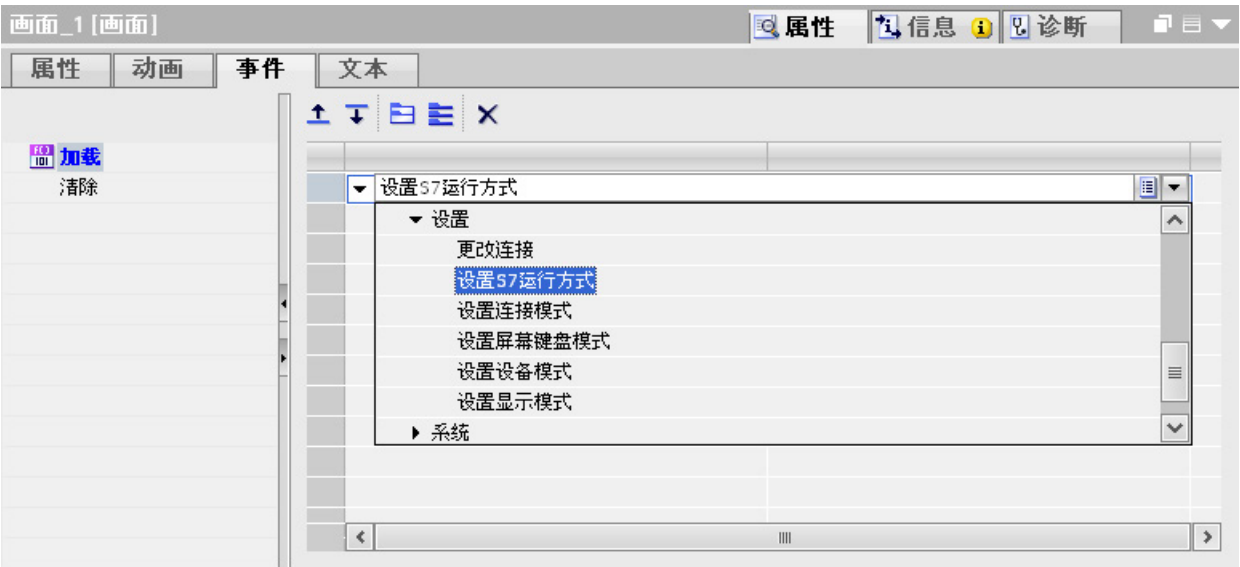 画面_1 [画面] 属性 信息 诊断
属性 动画 事件 文本
加载
清除
设置S7运行方式
设置
更改连接
设置S7运行方式
设置连接模式
设置屏幕键盘模式
设置设备模式
设置显示模式
系统